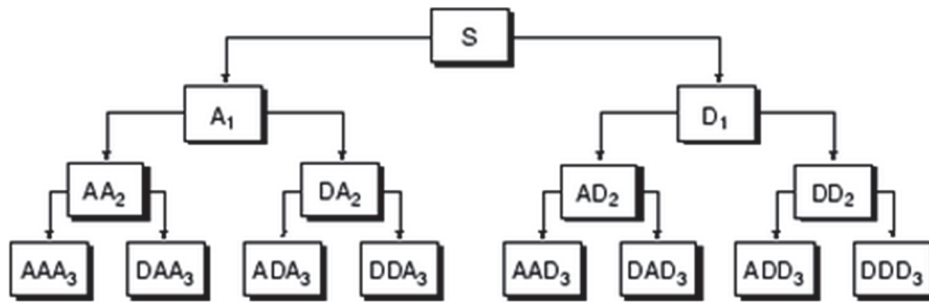 S
A₁ D₁
AA₂ DA₂ AD₂ DD₂
AAA₃ DAA₃ ADA₃ DDA₃ AAD₃ DAD₃ ADD₃ DDD₃